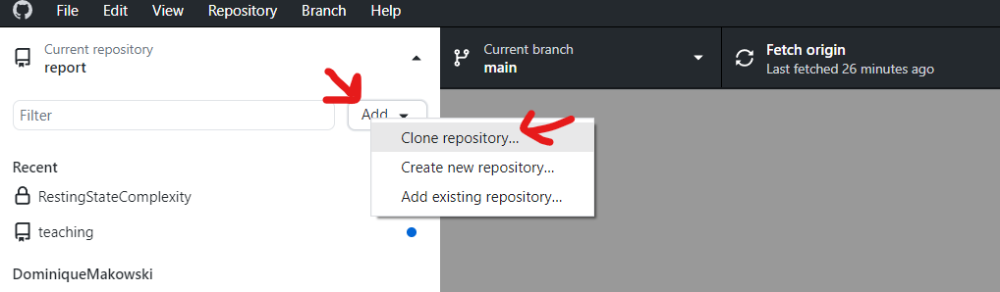 File Edit View Repository Branch Help
Current repository
report
Current branch
main
Fetch origin
Last fetched 26 minutes ago
Filter
Add
Clone repository...
Create new repository...
Add existing repository...
Recent
RestingStateComplexity
teaching
DominiqueMakowski